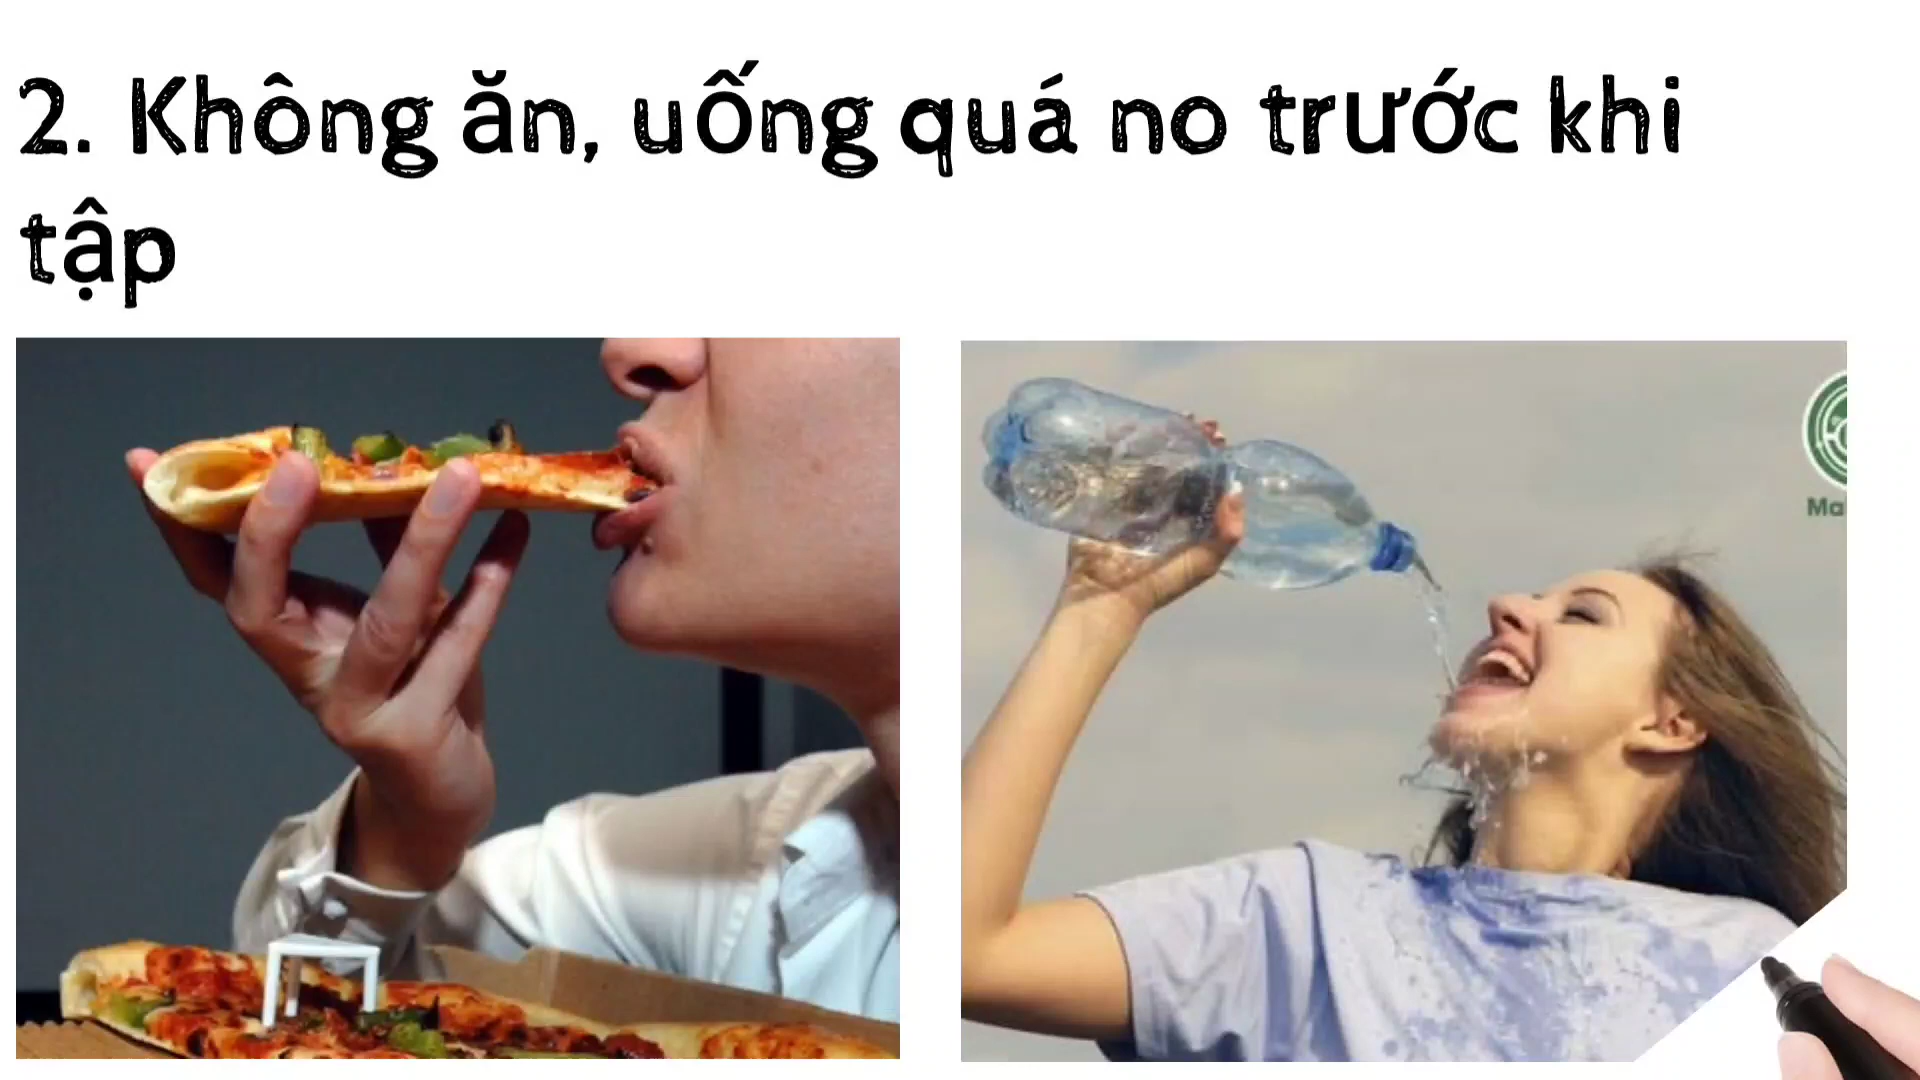 2. Không ăn, uống quá no trước khi
tập